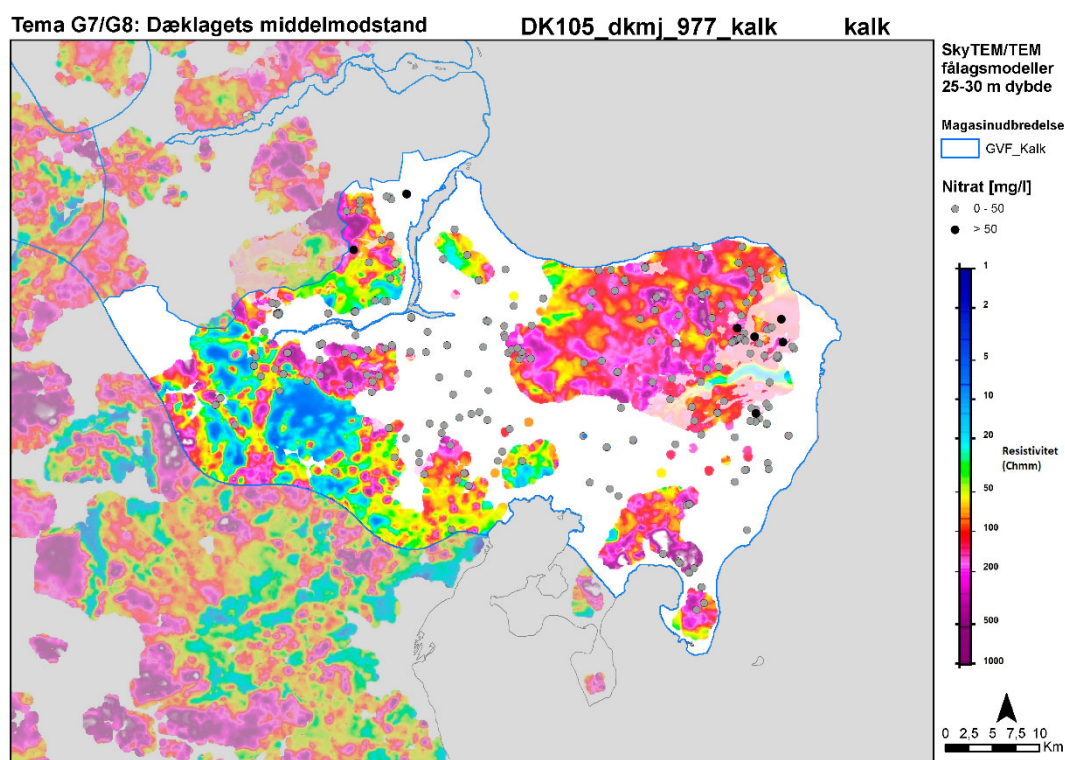 Tema G7/G8: Dæklagets middelmodstand
DK105_dkmj_977_kalk kalk
SkyTEM/TEM
fålagsmodeller
25-30 m dybde
Magasinudbredelse
GVF_Kalk
Nitrat [mg/l]
0 - 50
> 50
1
2
5
10
20
Resistivitet
(Chmm)
50
100
200
500
1000
0 2,5 5 7,5 10
Km